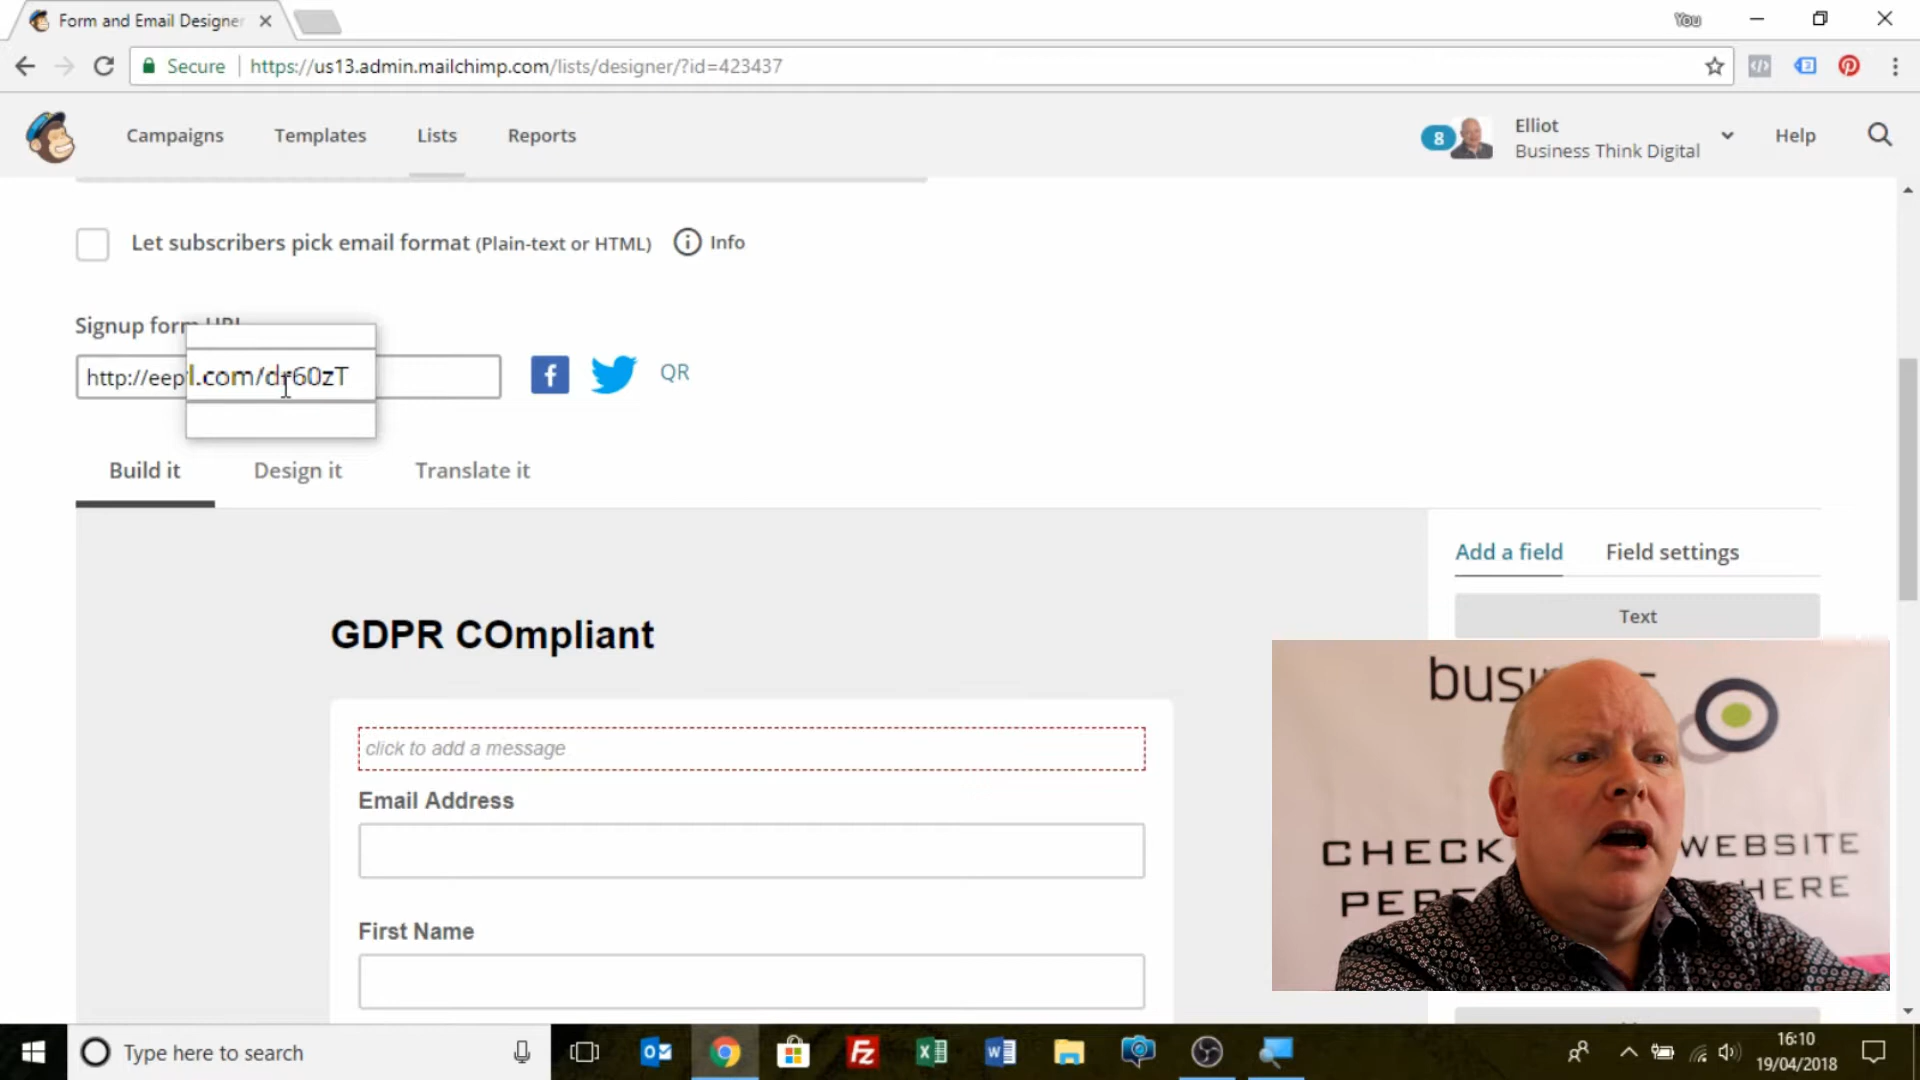 Form and Email Designer
You
Secure
https://us13.admin.mailchimp.com/lists/designer/?id=423437
Campaigns
Templates
Lists
Reports
8
Elliot
Business Think Digital
Help
Let subscribers pick email format (Plain-text or HTML)
Info
Signup form URL
http://eepurl.com/dr60zT
QR
Build it
Design it
Translate it
Add a field
Field settings
Text
GDPR COmpliant
click to add a message
Email Address
First Name
CHECK
WEBSITE
HERE
Type here to search
16:10
19/04/2018